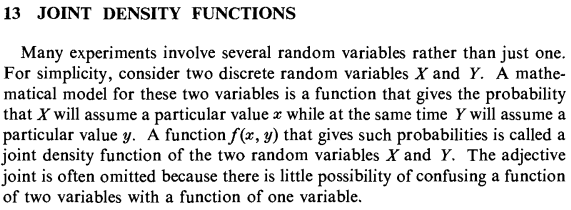 13 JOINT DENSITY FUNCTIONS
Many experiments involve several random variables rather than just one.
For simplicity, consider two discrete random variables X and Y. A mathe-
matical model for these two variables is a function that gives the probability
that X will assume a particular value x while at the same time Y will assume a
particular value y. A function f(x, y) that gives such probabilities is called a
joint density function of the two random variables X and Y. The adjective
joint is often omitted because there is little possibility of confusing a function
of two variables with a function of one variable.